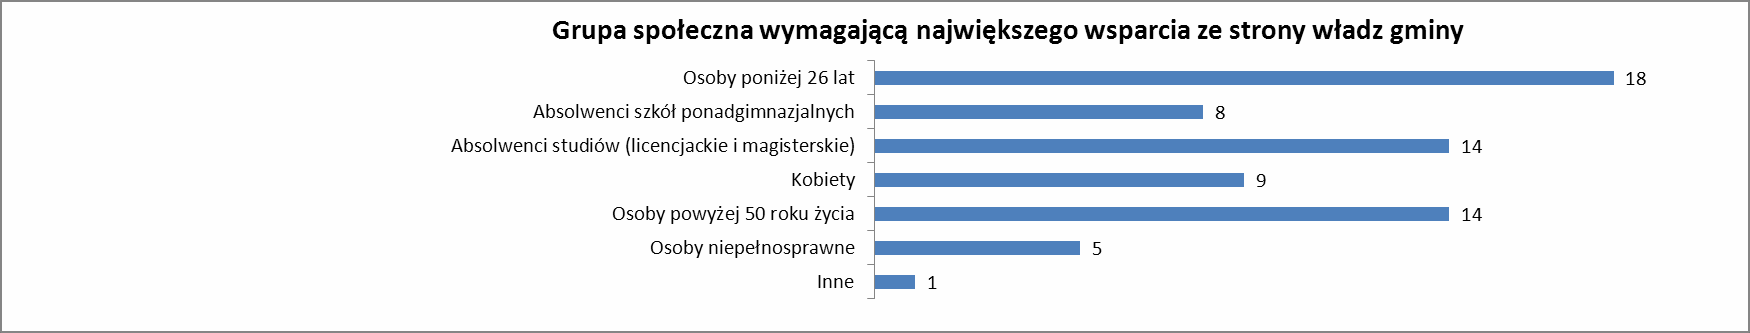 Grupa społeczna wymagającą największego wsparcia ze strony władz gminy
Osoby poniżej 26 lat 18
Absolwenci szkół ponadgimnazjalnych 8
Absolwenci studiów (licencjackie i magisterskie) 14
Kobiety 9
Osoby powyżej 50 roku życia 14
Osoby niepełnosprawne 5
Inne 1